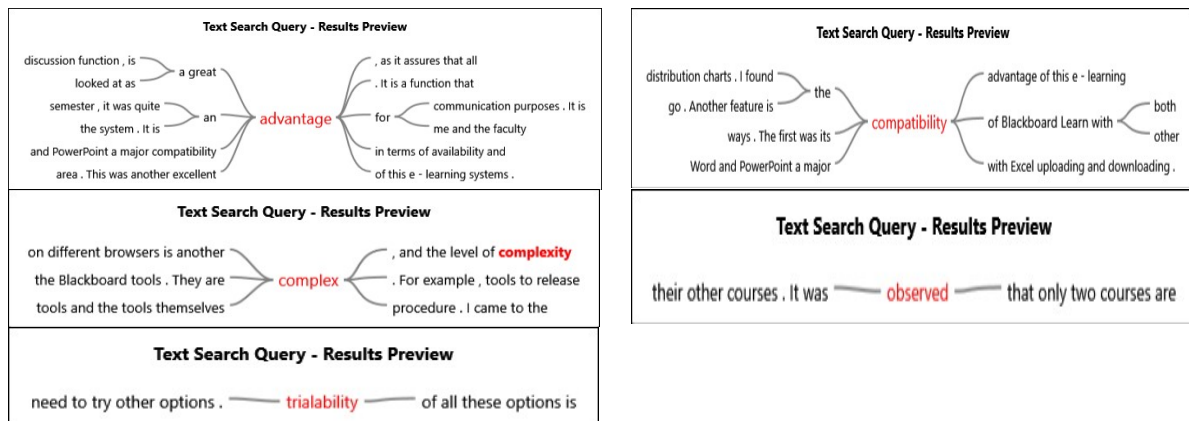 Text Search Query - Results Preview
discussion function , is
looked at as
a great
semester , it was quite
the system . It is
an
and PowerPoint a major compatibility
area . This was another excellent
advantage
, as it assures that all
. It is a function that
for
communication purposes . It is
me and the faculty
in terms of availability and
of this e - learning systems .
Text Search Query - Results Preview
distribution charts . I found
go . Another feature is
the
ways . The first was its
Word and PowerPoint a major
compatibility
advantage of this e - learning
of Blackboard Learn with
both
other
with Excel uploading and downloading .
Text Search Query - Results Preview
on different browsers is another
the Blackboard tools . They are
tools and the tools themselves
complex
, and the level of complexity
. For example , tools to release
procedure . I came to the
Text Search Query - Results Preview
their other courses . It was
observed
that only two courses are
Text Search Query - Results Preview
need to try other options .
trialability
of all these options is